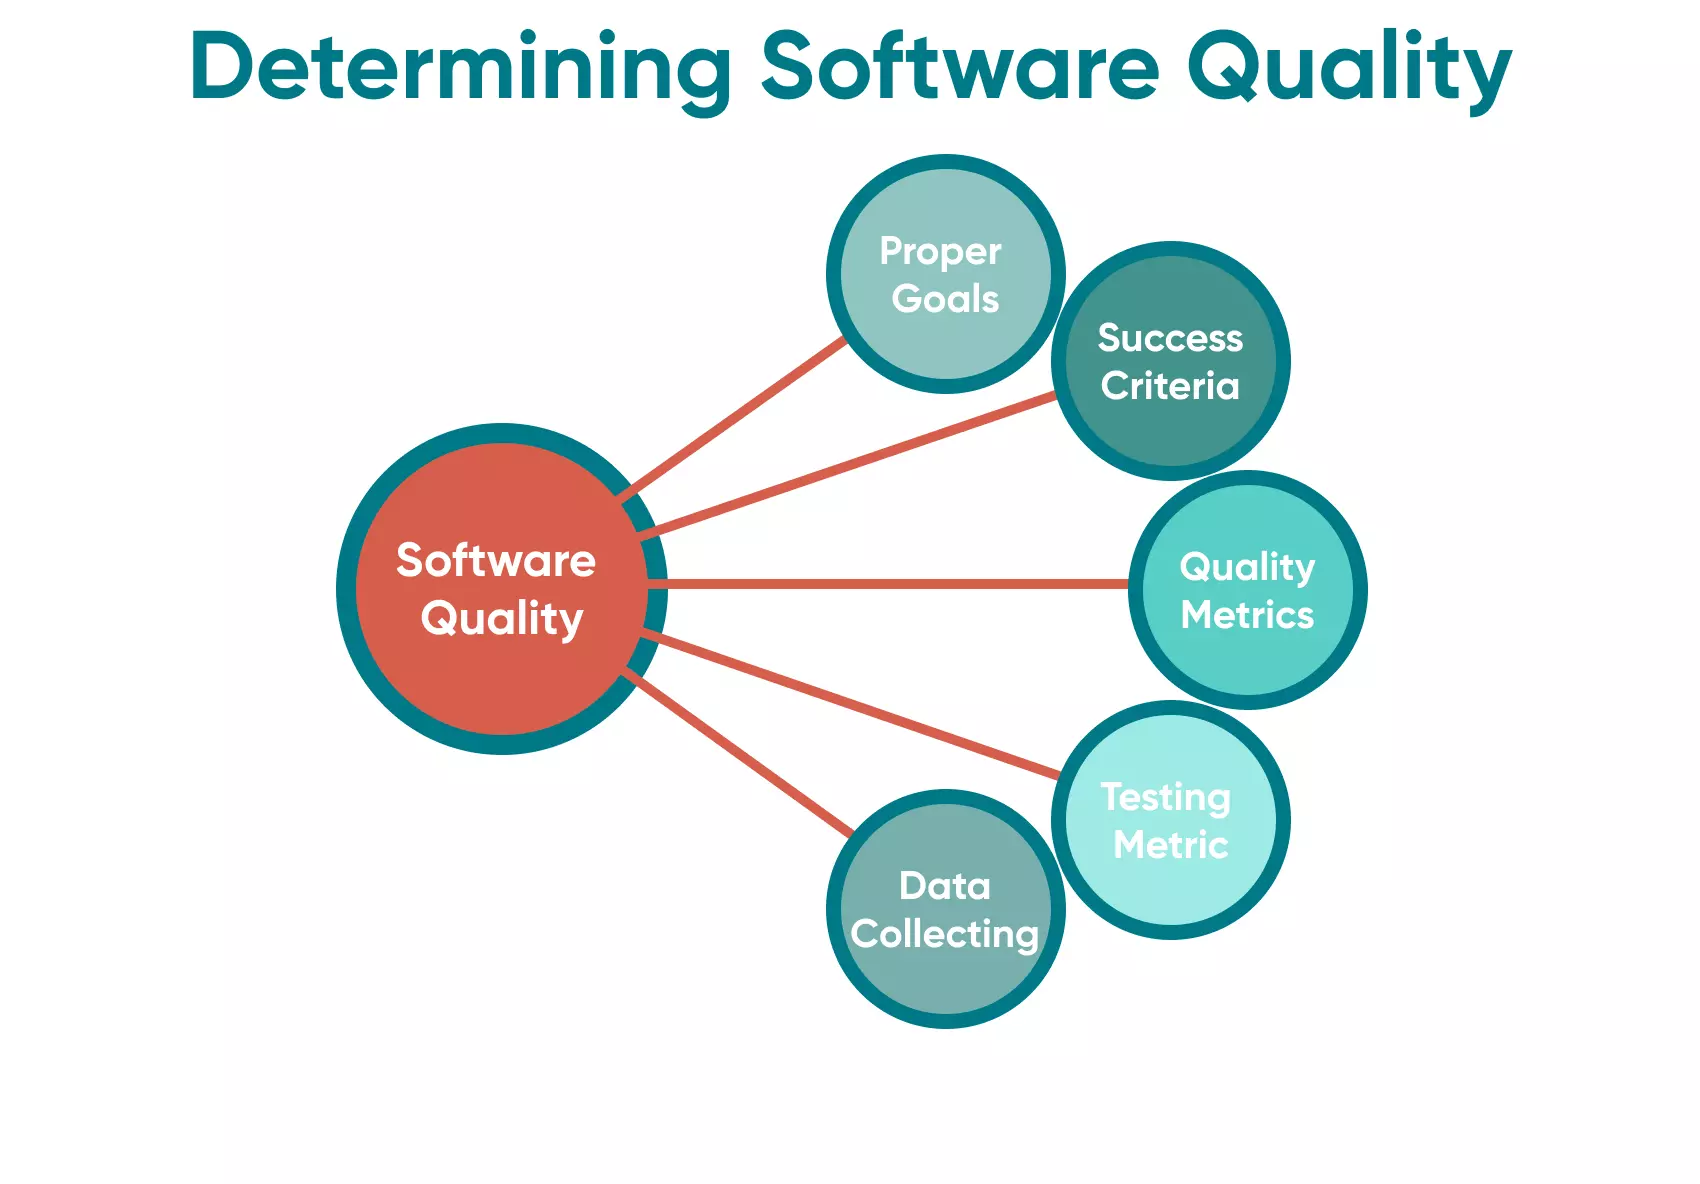 Determining Software Quality
Proper
Goals
Success
Criteria
Software
Quality
Quality
Metrics
Testing
Metric
Data
Collecting